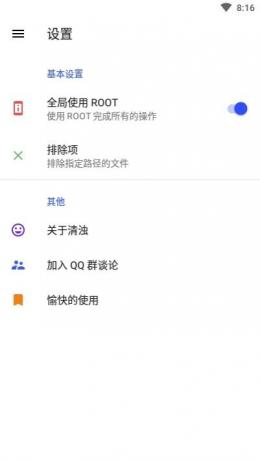 8:16
设置
基本设置
全局使用 ROOT
使用 ROOT 完成所有的操作
排除项
排除指定路径的文件
其他
关于清浊
加入 QQ 群谈论
愉快的使用